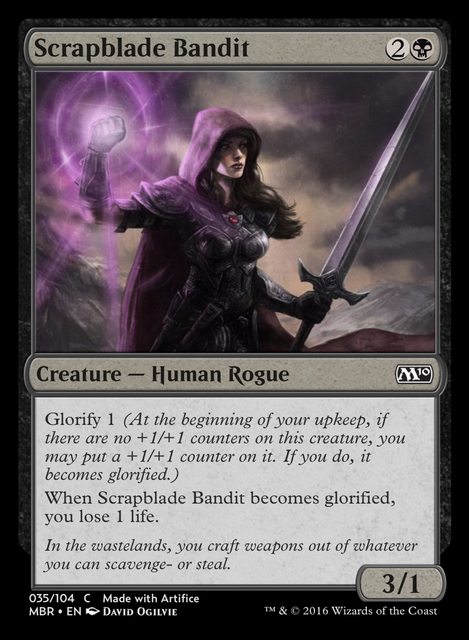 Scrapblade Bandit 2
Creature — Human Rogue M10
Glorify 1 (At the beginning of your upkeep, if
there are no +1/+1 counters on this creature, you
may put a +1/+1 counter on it. If you do, it
becomes glorified.)
When Scrapblade Bandit becomes glorified,
you lose 1 life.
In the wastelands, you craft weapons out of whatever
you can scavenge- or steal.
3/1
035/104 C Made with Artifice
MBR • EN David Ogilvie
™ & © 2016 Wizards of the Coast